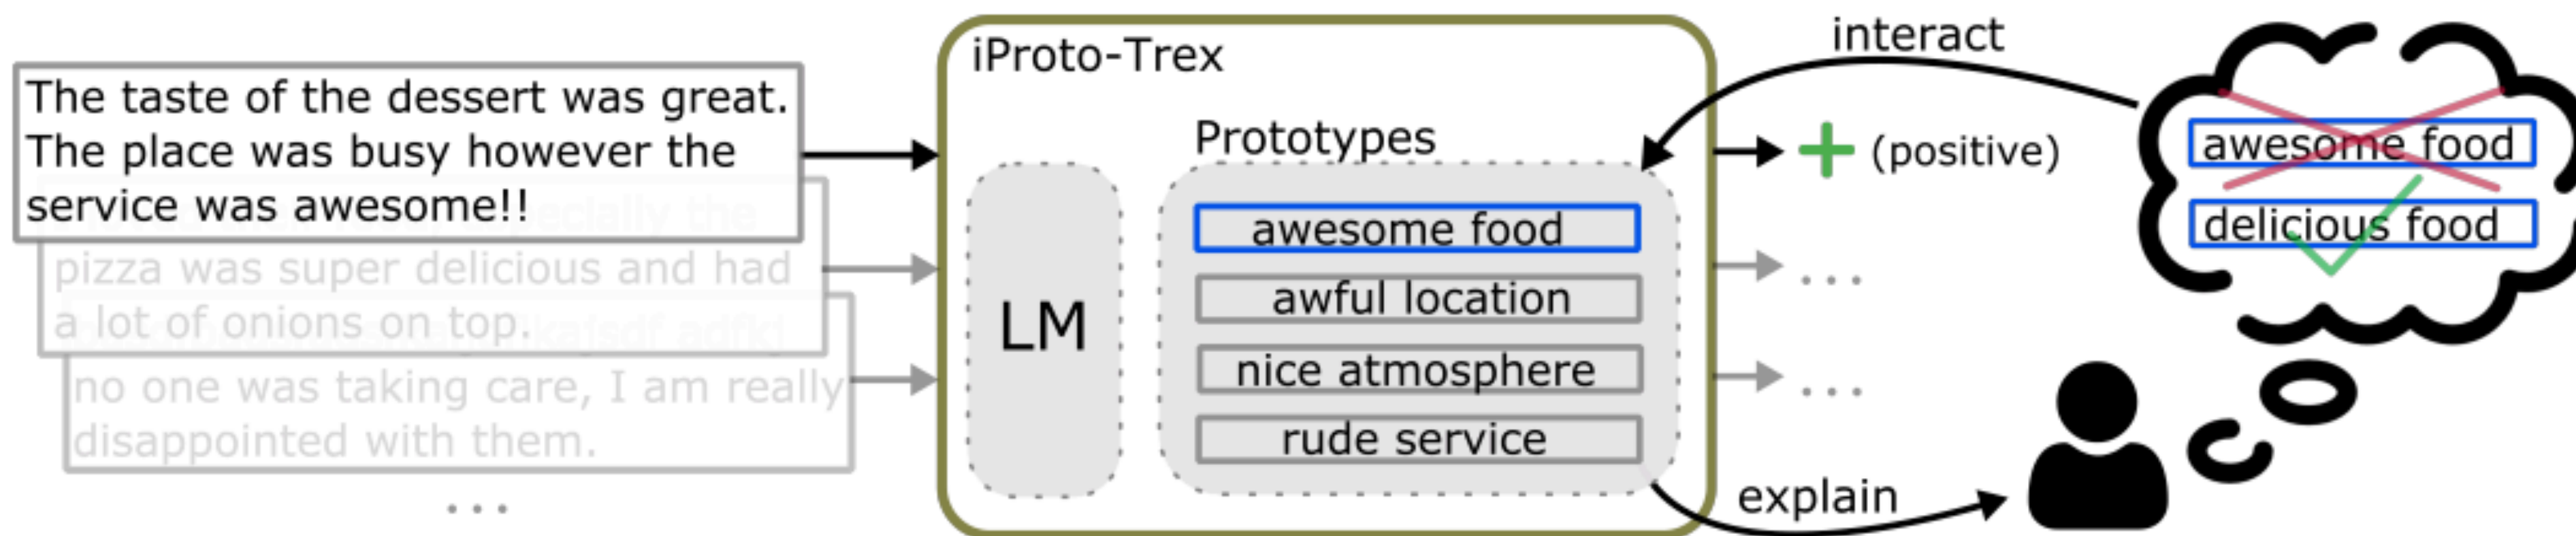 The taste of the dessert was great.
The place was busy however the
service was awesome!!
pizza was super delicious and had
a lot of onions on top.
no one was taking care, I am really
disappointed with them.
...
iProto-Trex
LM
Prototypes
awesome food
awful location
nice atmosphere
rude service
interact
+ (positive)
...
...
explain
awesome food
delicious food